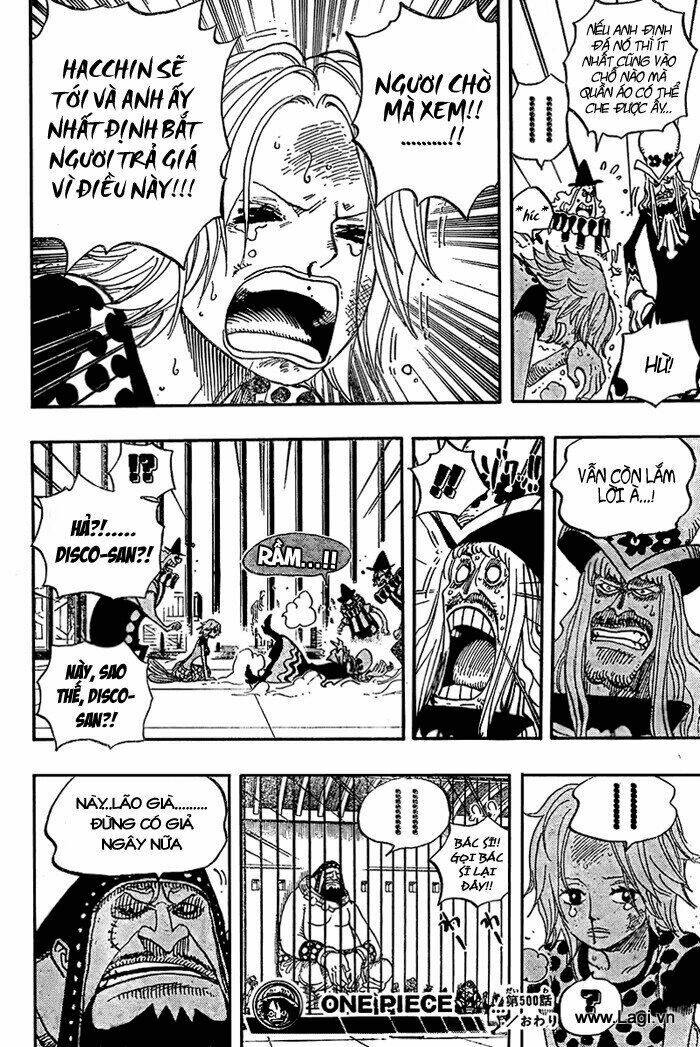 NẾU ANH ĐỊNH
ĐÁ NÓ THÌ ÍT
NHẤT CŨNG VÀO
CHỖ NÀO MÀ
QUẦN ÁO CÓ THỂ
CHE ĐƯỢC ẤY...
*híc*
HỪ!
NGƯƠI CHỜ
MÀ XEM!!
............!!
HACCHIN SẼ
TỚI VÀ ANH ẤY
NHẤT ĐỊNH BẮT
NGƯƠI TRẢ GIÁ
VÌ ĐIỀU NÀY!!!
VẪN CÒN LẮM
LỜI À...!
!!
!?
HẢ?!.....
DISCO-SAN?!
RẦM...!!
NÀY, SAO
THẾ, DISCO-
SAN?!
?
BÁC SĨ!!
GỌI BÁC
SĨ LẠI
ĐÂY!!
NÀY..LÃO GIÀ.........
ĐỪNG CÓ GIẢ
NGÂY NỮA
ONE PIECE
第500話
おわり
www.Lagi.vn